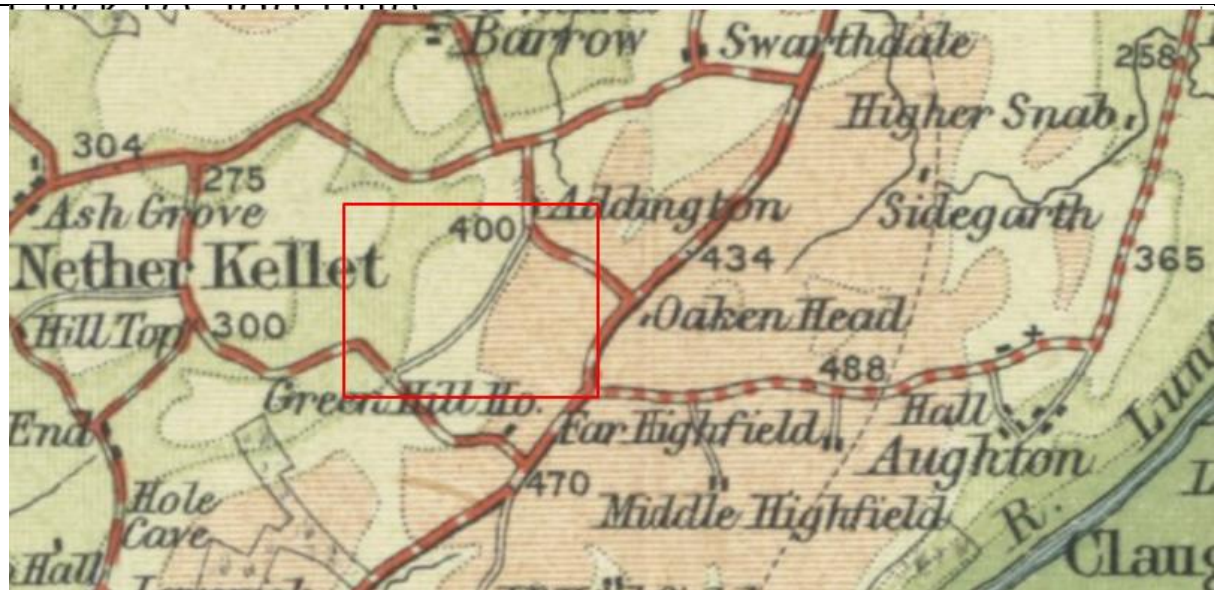 Barrow
Swarthdale
258
Higher Snab
304
275
Ash Grove
Addington
Sidegarth
400
434
365
Nether Kellet
Hill Top
300
Oaken Head
488
Green Hill Ho.
Hall
End
Far Highfield
Aughton
470
Hole
Cave
Middle Highfield
R.
Hall